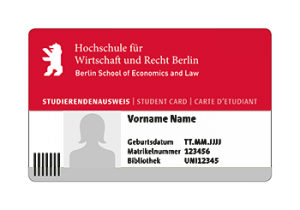 Hochschule für
Wirtschaft und Recht Berlin
Berlin School of Economics and Law
STUDIERENDENAUSWEIS | STUDENT CARD | CARTE D'ETUDIANT
Vorname Name
Geburtsdatum TT.MM.JJJJ
Matrikelnummer 123456
Bibliothek UNI12345